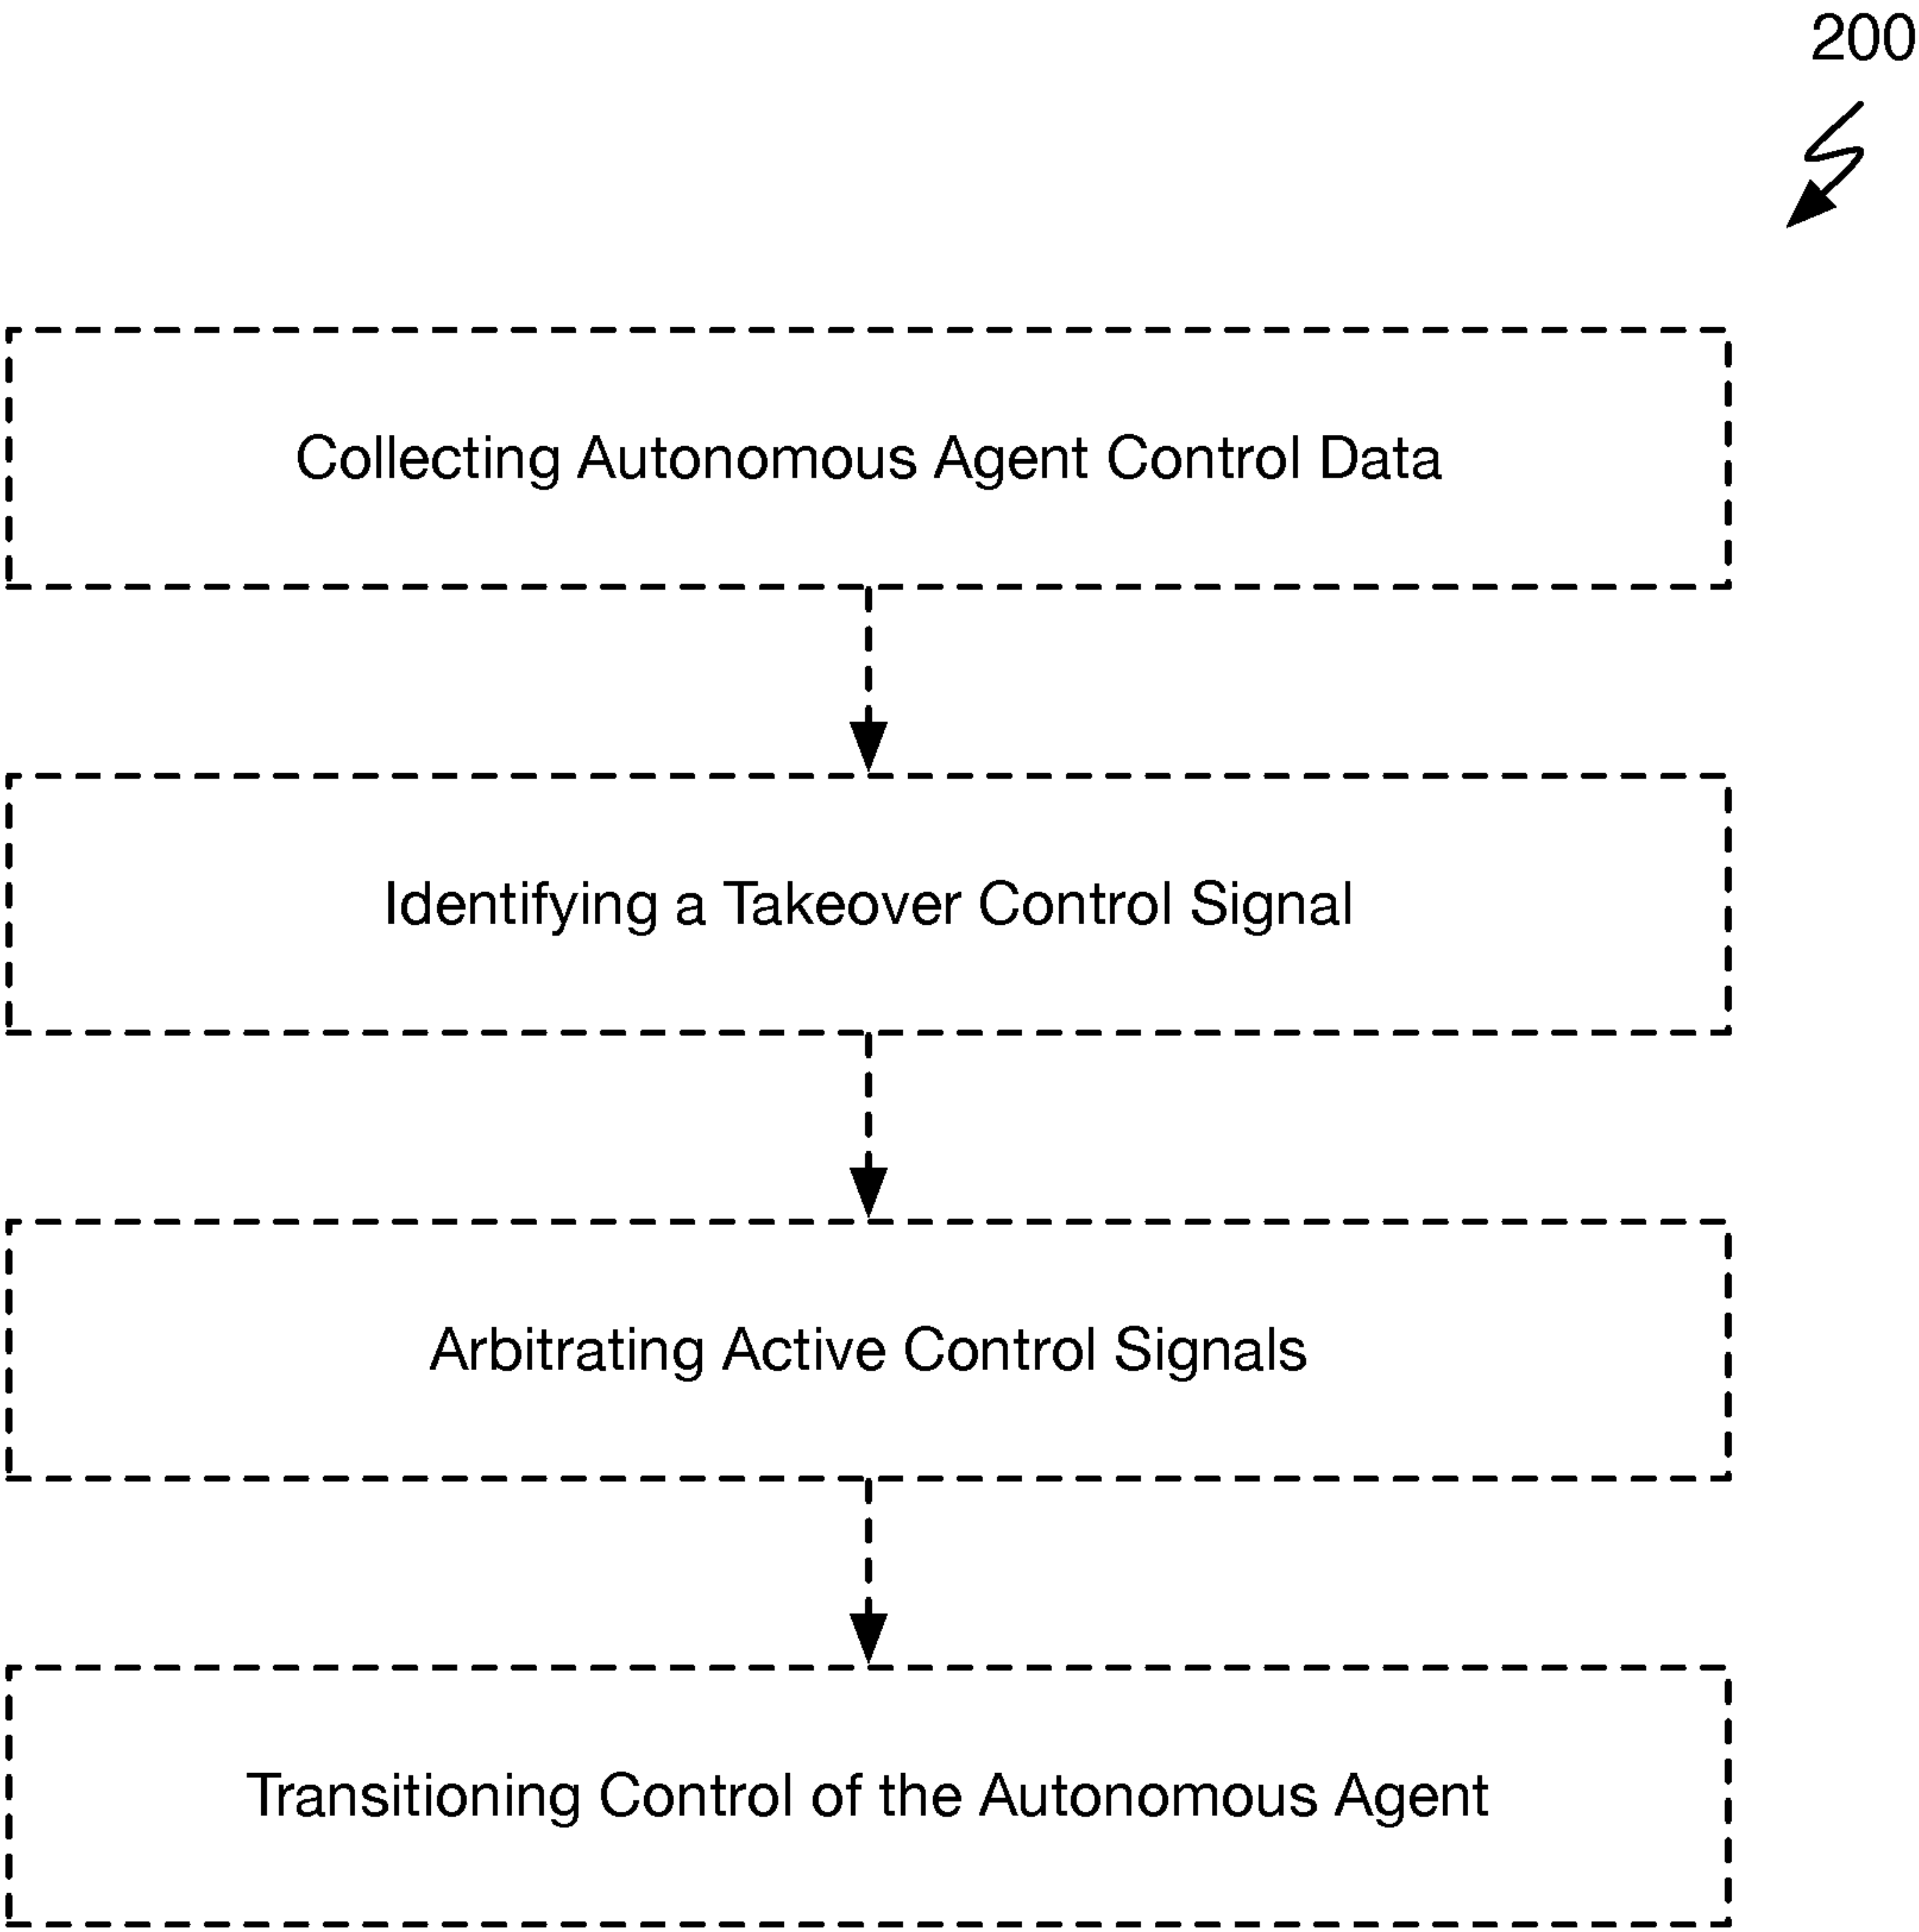 200
Collecting Autonomous Agent Control Data
Identifying a Takeover Control Signal
Arbitrating Active Control Signals
Transitioning Control of the Autonomous Agent